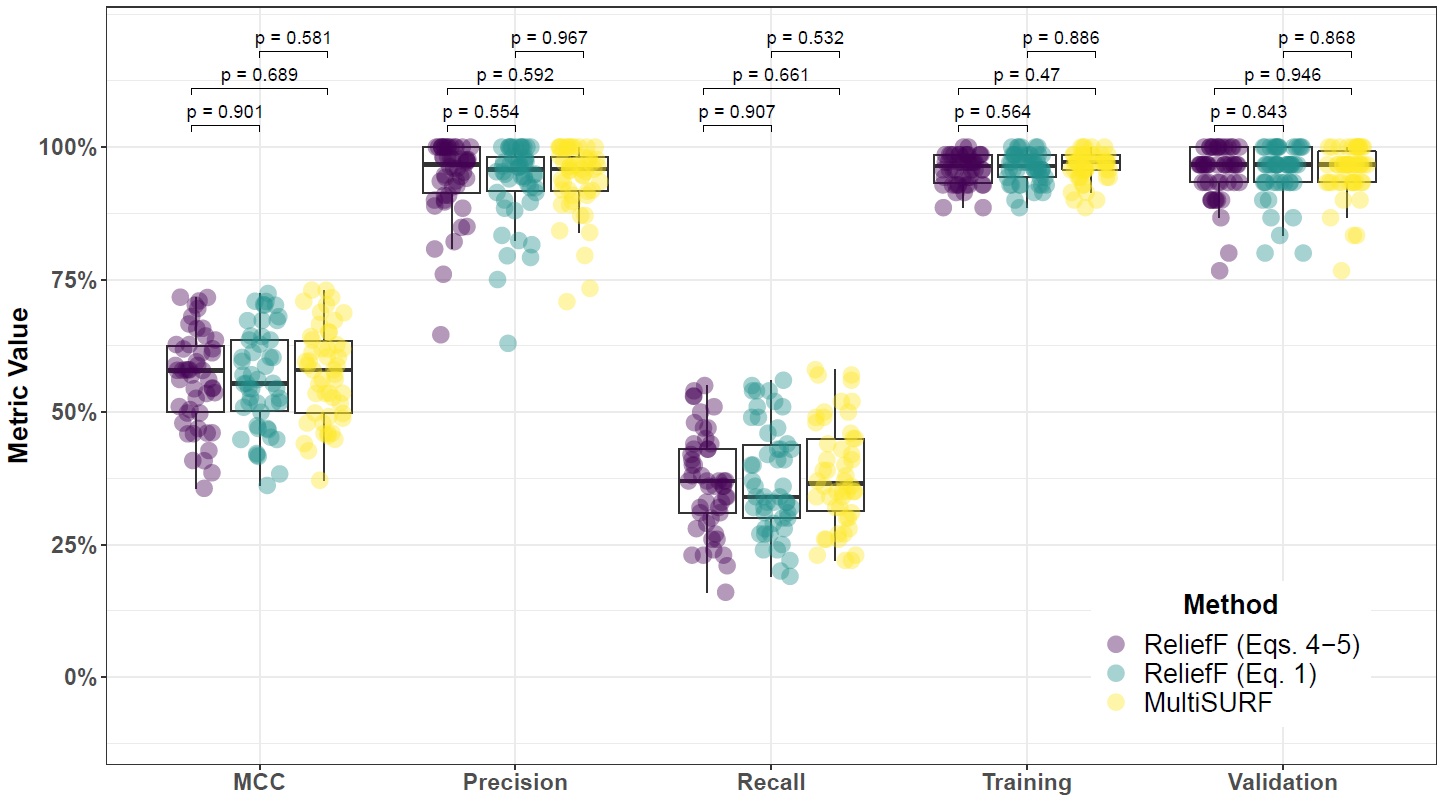 p = 0.581
p = 0.967
p = 0.532
p = 0.886
p = 0.868
p = 0.689
p = 0.592
p = 0.661
p = 0.47
p = 0.946
p = 0.901
p = 0.554
p = 0.907
p = 0.564
p = 0.843
100%
75%
50%
25%
0%
Metric Value
Method
ReliefF (Eqs. 4−5)
ReliefF (Eq. 1)
MultiSURF
MCC
Precision
Recall
Training
Validation